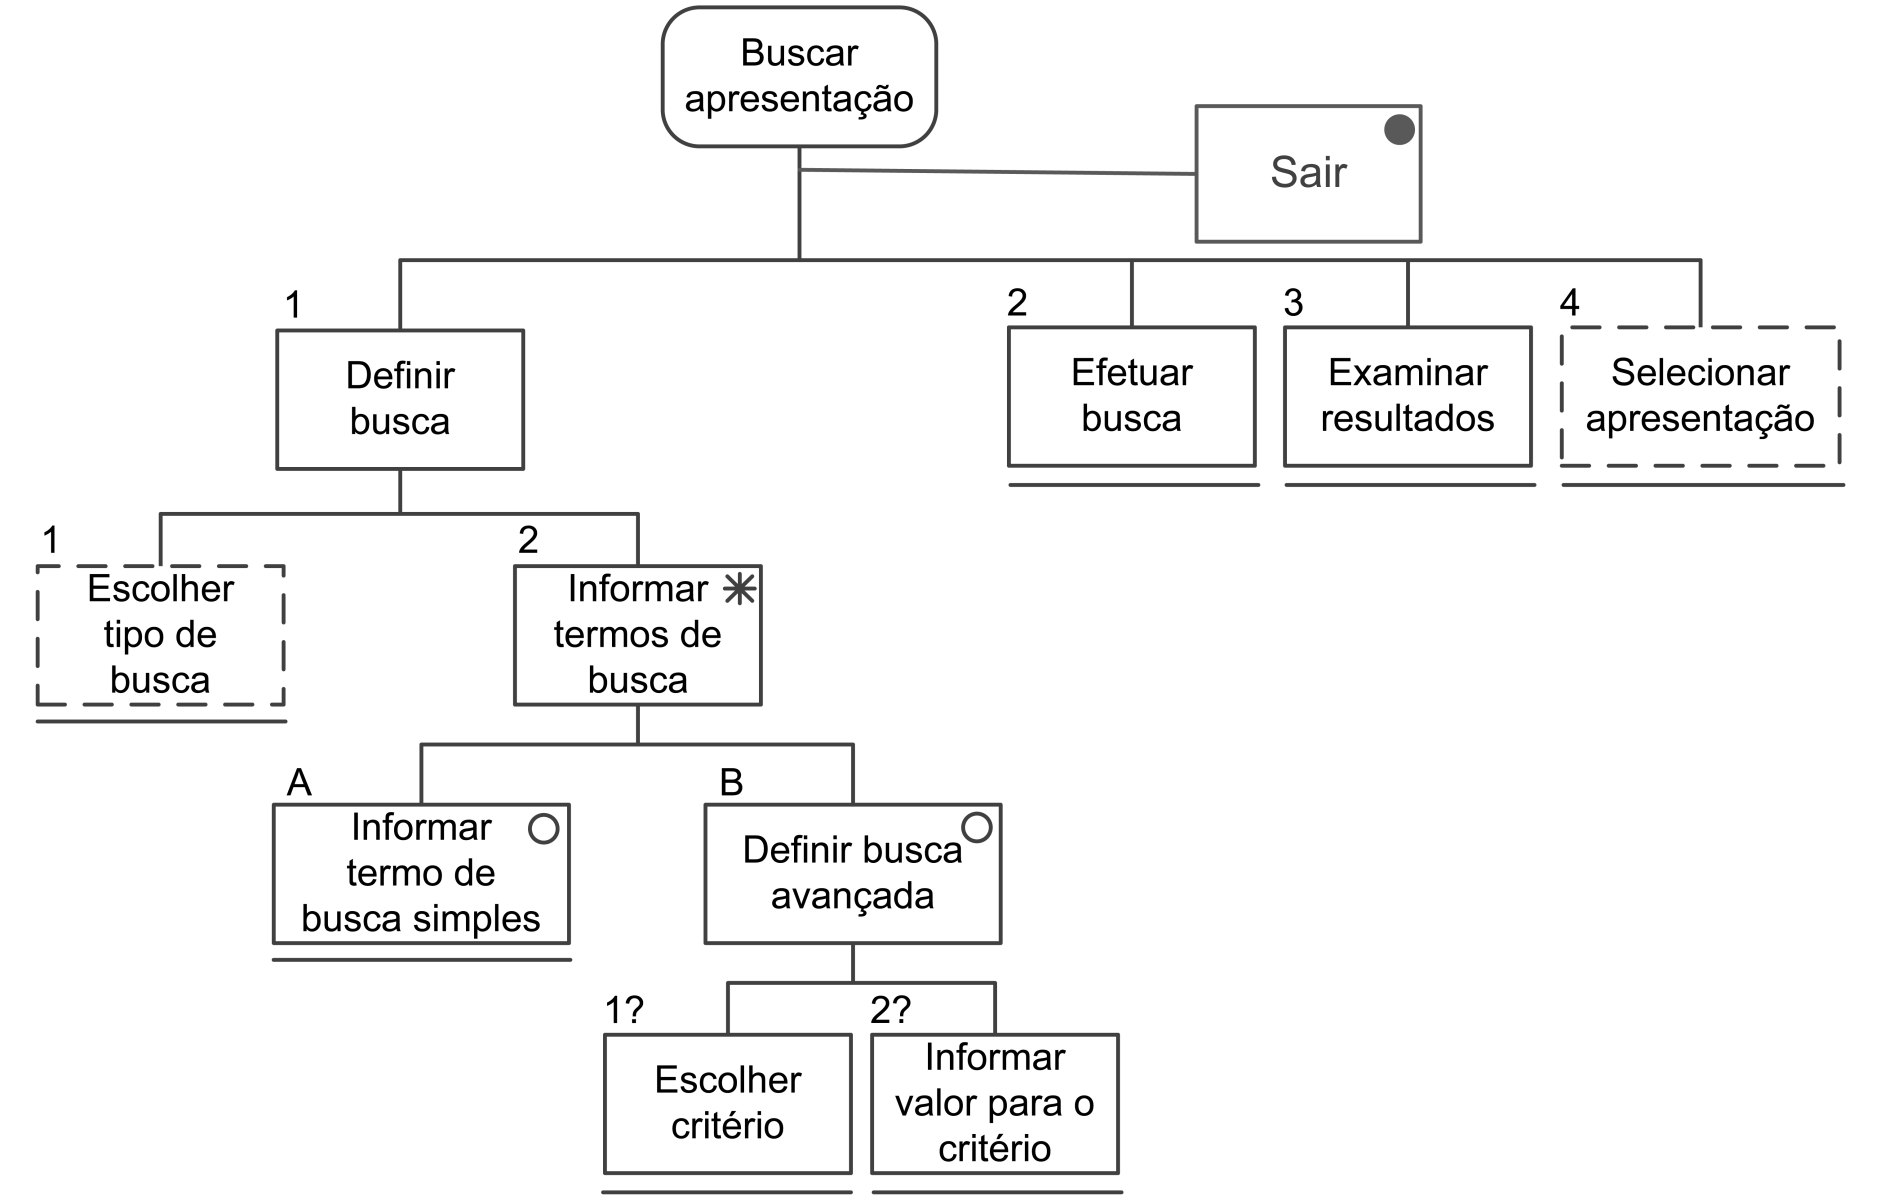 Buscar
apresentação
Sair
1
Definir
busca
2
Efetuar
busca
3
Examinar
resultados
4
Selecionar
apresentação
1
Escolher
tipo de
busca
2
Informar
termos de
busca
A
Informar
termo de
busca simples
B
Definir busca
avançada
1?
Escolher
critério
2?
Informar
valor para o
critério